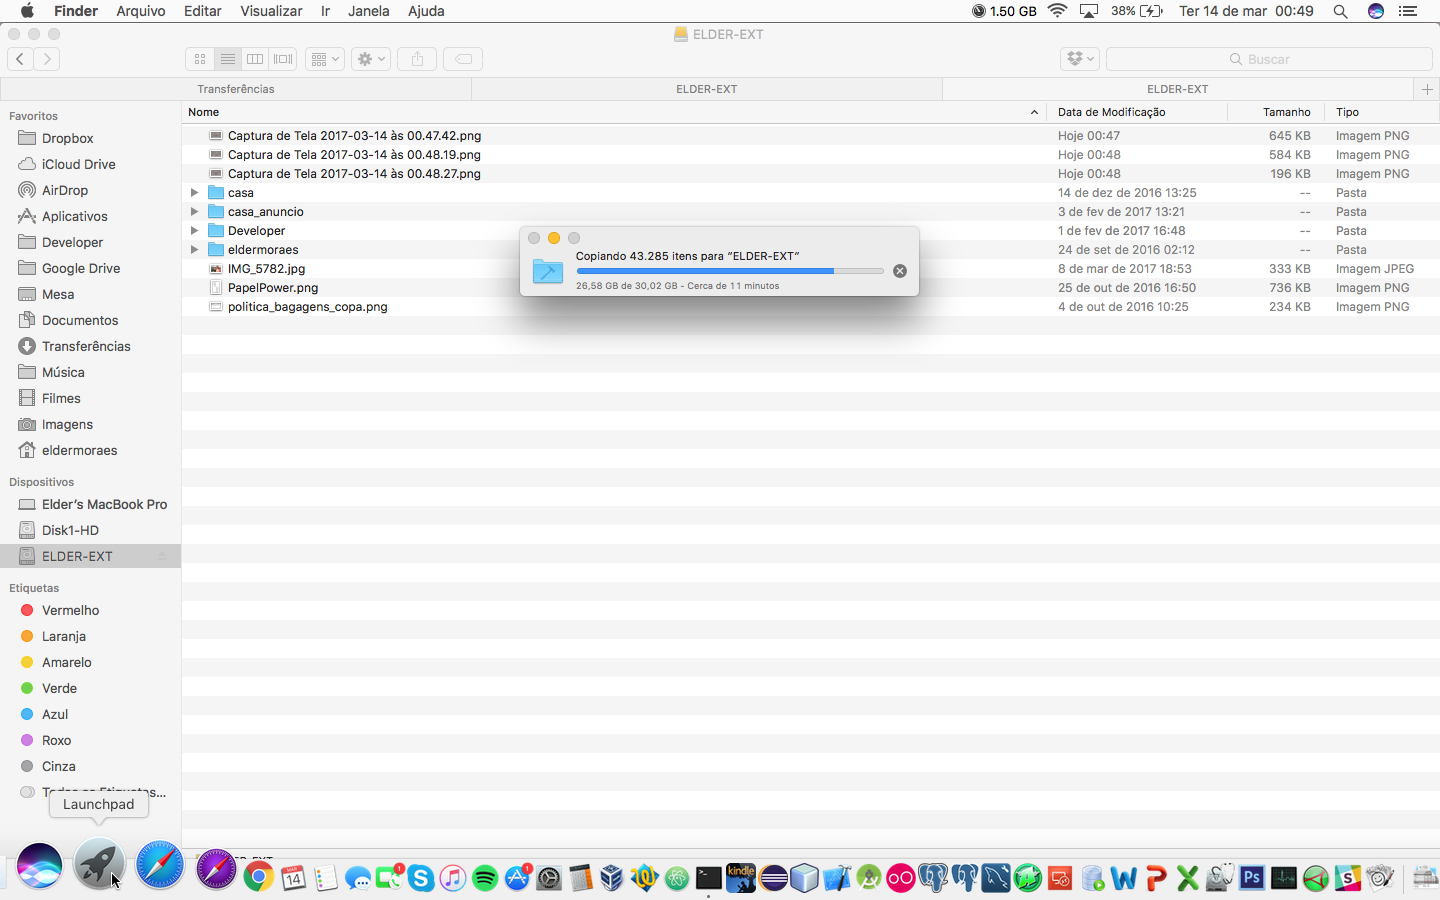 Finder Arquivo Editar Visualizar Ir Janela Ajuda 1.50 GB 38% Ter 14 de mar 00:49
ELDER-EXT
Buscar
Transferências ELDER-EXT ELDER-EXT
Favoritos
Dropbox
iCloud Drive
AirDrop
Aplicativos
Developer
Google Drive
Mesa
Documentos
Transferências
Música
Filmes
Imagens
eldermoraes
Dispositivos
Elder’s MacBook Pro
Disk1-HD
ELDER-EXT
Etiquetas
Vermelho
Laranja
Amarelo
Verde
Azul
Roxo
Cinza
Todas as Etiquetas...
Launchpad
Nome Data de Modificação Tamanho Tipo
Captura de Tela 2017-03-14 às 00.47.42.png Hoje 00:47 645 KB Imagem PNG
Captura de Tela 2017-03-14 às 00.48.19.png Hoje 00:48 584 KB Imagem PNG
Captura de Tela 2017-03-14 às 00.48.27.png Hoje 00:48 196 KB Imagem PNG
casa 14 de dez de 2016 13:25 -- Pasta
casa_anuncio 3 de fev de 2017 13:21 -- Pasta
Developer 1 de fev de 2017 16:48 -- Pasta
eldermoraes 24 de set de 2016 02:12 -- Pasta
IMG_5782.jpg 8 de mar de 2017 18:53 333 KB Imagem JPEG
PapelPower.png 25 de out de 2016 16:50 736 KB Imagem PNG
politica_bagagens_copa.png 4 de out de 2016 10:25 234 KB Imagem PNG
Copiando 43.285 itens para “ELDER-EXT”
26,58 GB de 30,02 GB - Cerca de 11 minutos
MAR
14
1
1
kindle
Ps